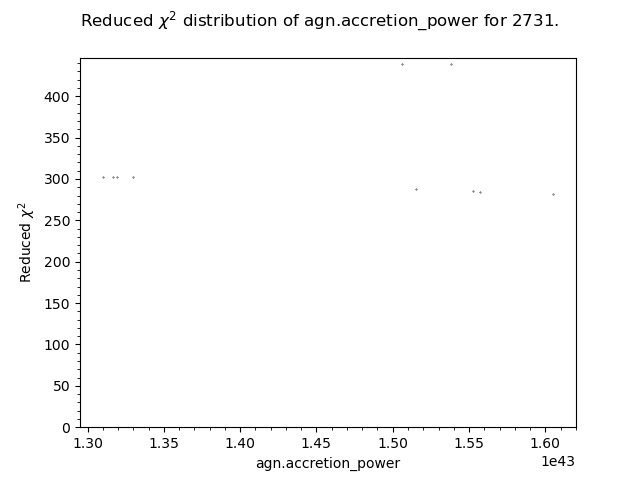 Reduced χ² distribution of agn.accretion_power for 2731.
Reduced χ²
400
350
300
250
200
150
100
50
0
1.30 1.35 1.40 1.45 1.50 1.55 1.60
1e43
agn.accretion_power